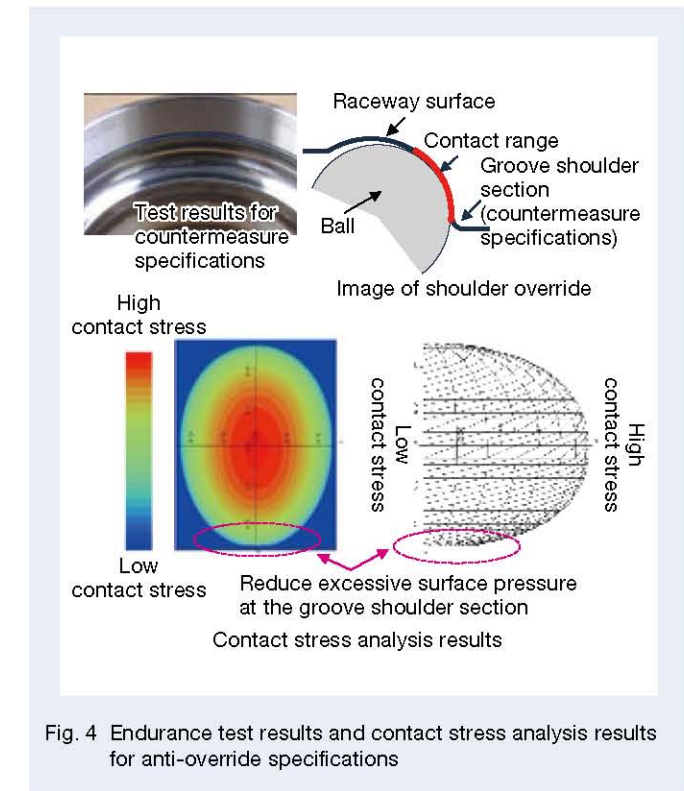 Raceway surface
Contact range
Groove shoulder
section
(countermeasure
specifications)
Ball
Test results for
countermeasure
specifications
Image of shoulder override
High
contact stress
Low
contact stress
Low
contact stress
High
contact stress
Reduce excessive surface pressure
at the groove shoulder section
Contact stress analysis results
Fig. 4 Endurance test results and contact stress analysis results
for anti-override specifications